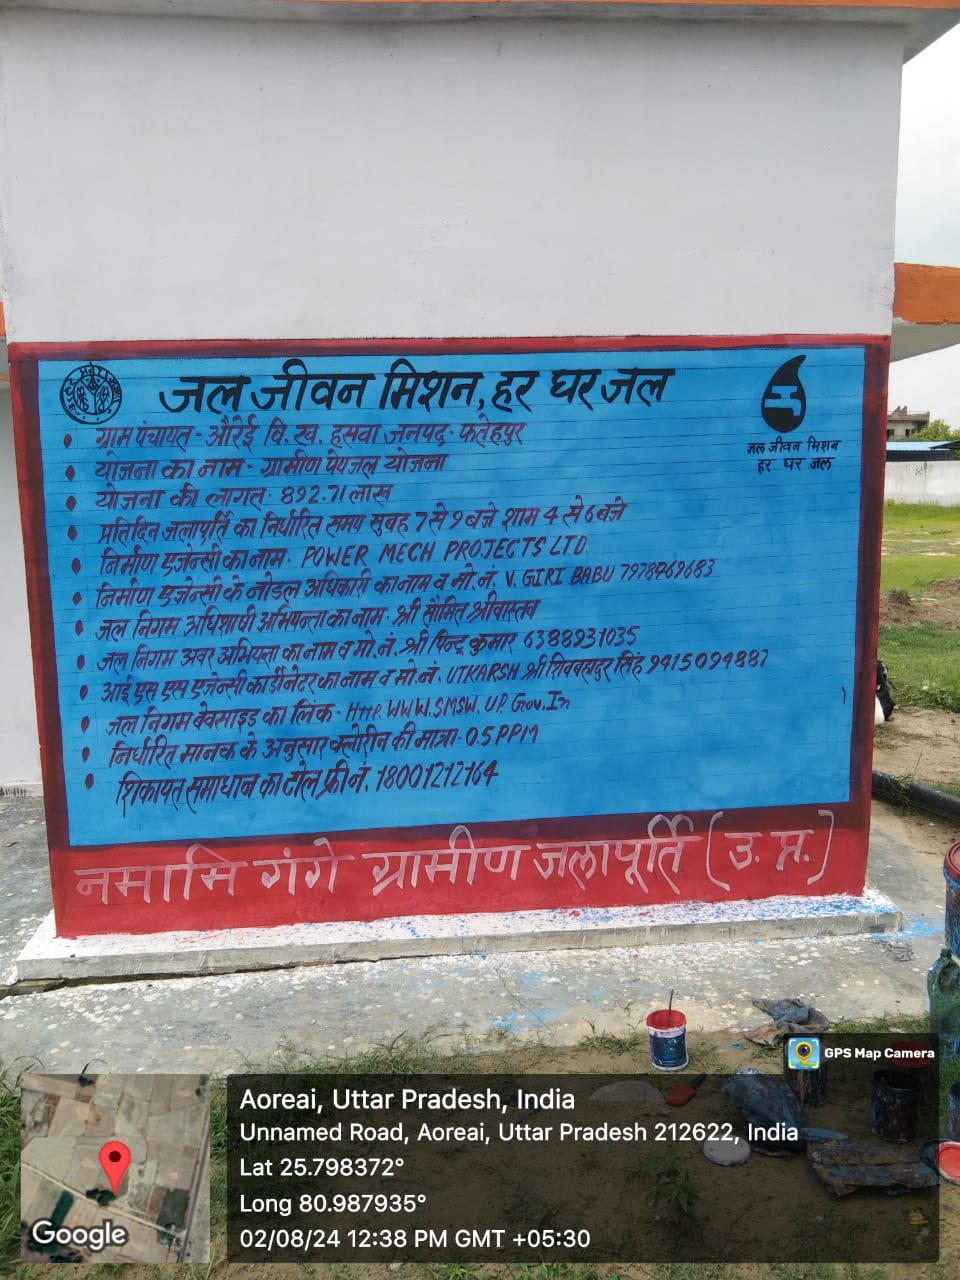 जल जीवन मिशन, हर घर जल
ग्राम पंचायत - औरेई वि. ख. हसवा जनपद - फतेहपुर
योजना का नाम - ग्रामीण पेयजल योजना
योजना की लागत - 892.71 लाख
प्रतिदिन जलापूर्ति का निर्धारित समय सुबह 7 से 9 बजे शाम 4 से 6 बजे
निर्माण एजेन्सी का नाम - POWER MECH PROJECTS LTD.
निर्माण एजेन्सी के नोडल अधिकारी का नाम व मो. नं. V. GIRI BABU 7978769683
जल निगम अधिशाषी अभियन्ता का नाम - श्री सौमित श्रीवास्तव
जल निगम अवर अभियन्ता का नाम व मो. नं. श्री पिन्टू कुमार 6388931035
आई एस एस एजेन्सी कार्डीनेटर का नाम व मो. नं. UTKARSH श्री शिवबहादुर सिंह 9415094887
जल निगम बेवसाइड का लिंक - HTTP. WWW.SMSW. UP. Gov. In
निर्धारित मानक के अनुसार क्लोरीन की मात्रा - 0.5 PPM
शिकायत समाधान का टोल फ्री नं. 18001212164
जल जीवन मिशन
हर घर जल
नमामि गंगे ग्रामीण जलापूर्ति (उ. प्र.)
GPS Map Camera
Aoreai, Uttar Pradesh, India
Unnamed Road, Aoreai, Uttar Pradesh 212622, India
Lat 25.798372°
Long 80.987935°
02/08/24 12:38 PM GMT +05:30
Google